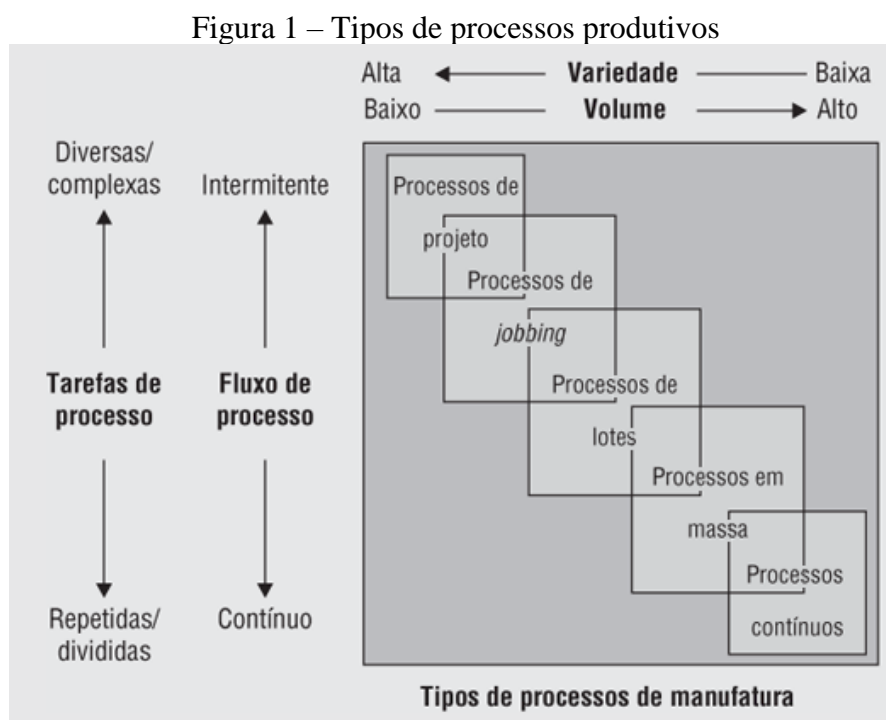 Figura 1 – Tipos de processos produtivos
Alta Variedade Baixa
Baixo Volume Alto
Diversas/
complexas
Intermitente
Tarefas de
processo
Fluxo de
processo
Repetidas/
divididas
Contínuo
Processos de
projeto
Processos de
jobbing
Processos de
lotes
Processos em
massa
Processos
contínuos
Tipos de processos de manufatura